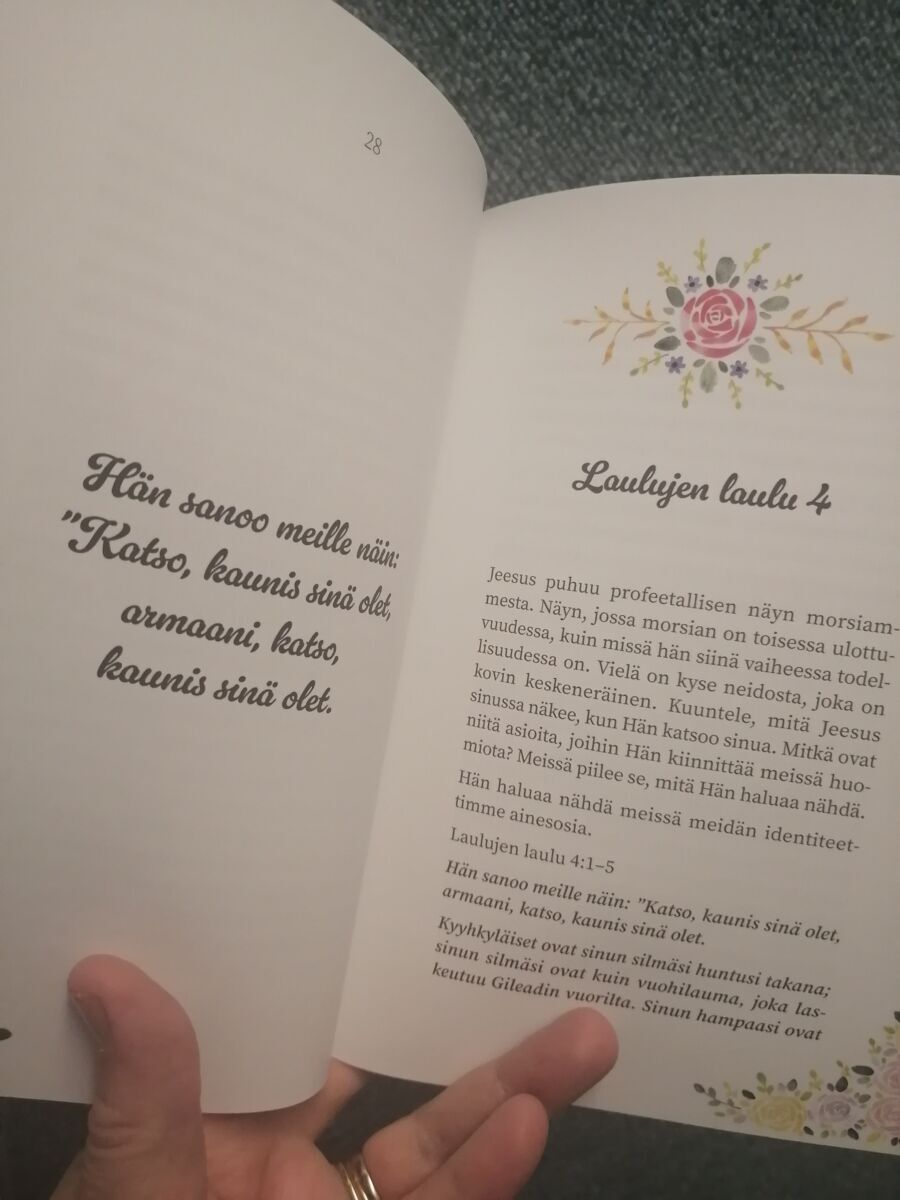 28
Hän sanoo meille näin:
"Katso, kaunis sinä olet,
armaani, katso,
kaunis sinä olet.
Laulujen laulu 4
Jeesus puhuu profeetallisen näyn morsiam-
mesta. Näyn, jossa morsian on toisessa ulottu-
vuudessa, kuin missä hän siinä vaiheessa todel-
lisuudessa on. Vielä on kyse neidosta, joka on
kovin keskeneräinen. Kuuntele, mitä Jeesus
sinussa näkee, kun Hän katsoo sinua. Mitkä ovat
niitä asioita, joihin Hän kiinnittää meissä huo-
miota? Meissä piilee se, mitä Hän haluaa nähdä.
Hän haluaa nähdä meissä meidän identiteet-
timme ainesosia.
Laulujen laulu 4:1–5
Hän sanoo meille näin: "Katso, kaunis sinä olet,
armaani, katso, kaunis sinä olet.
Kyyhkyläiset ovat sinun silmäsi huntusi takana;
sinun silmäsi ovat kuin vuohilauma, joka las-
keutuu Gileadin vuorilta. Sinun hampaasi ovat